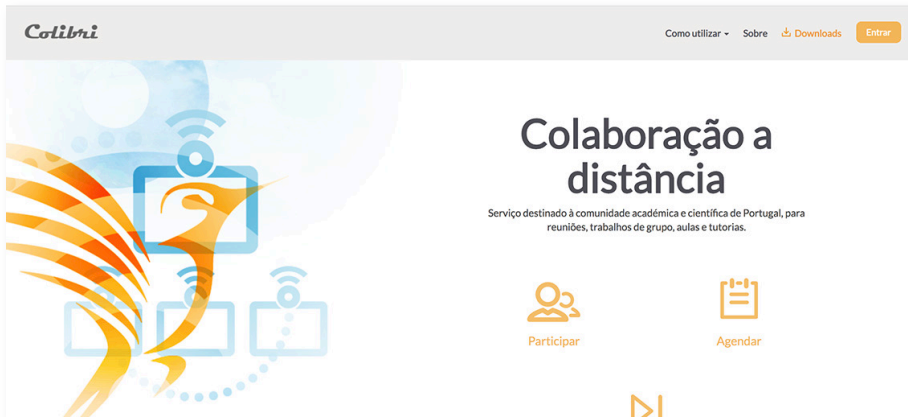 Colibri
Como utilizar
Sobre
Downloads
Entrar
Colaboração a
distância
Serviço destinado à comunidade académica e científica de Portugal, para
reuniões, trabalhos de grupo, aulas e tutorias.
Participar
Agendar